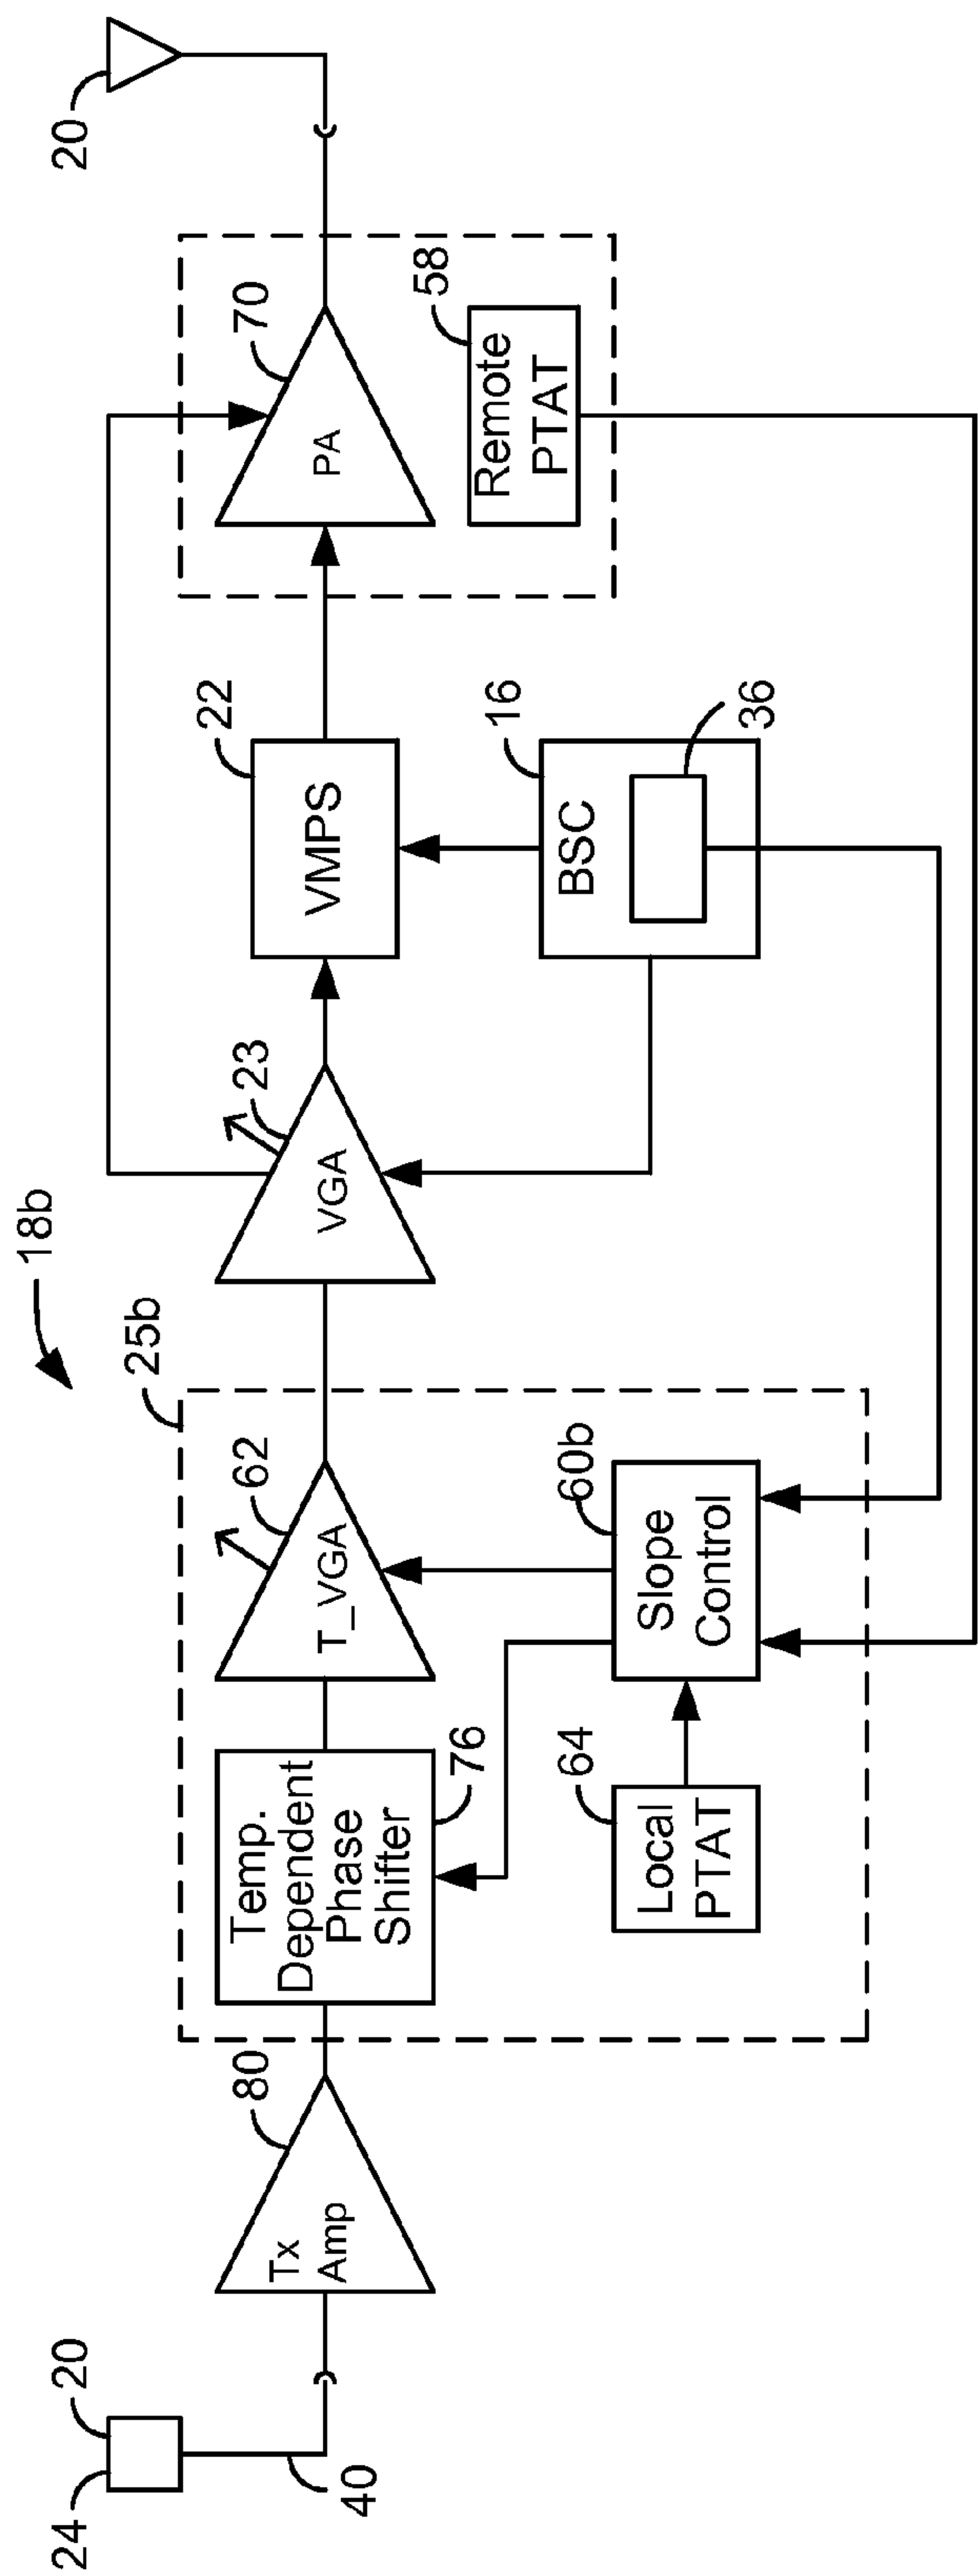 18b
24
20
40
80
Tx
Amp
25b
Temp.
Dependent
Phase
Shifter
76
62
T_VGA
60b
Slope
Control
64
Local
PTAT
23
VGA
22
VMPS
16
BSC
36
70
PA
58
Remote
PTAT
20